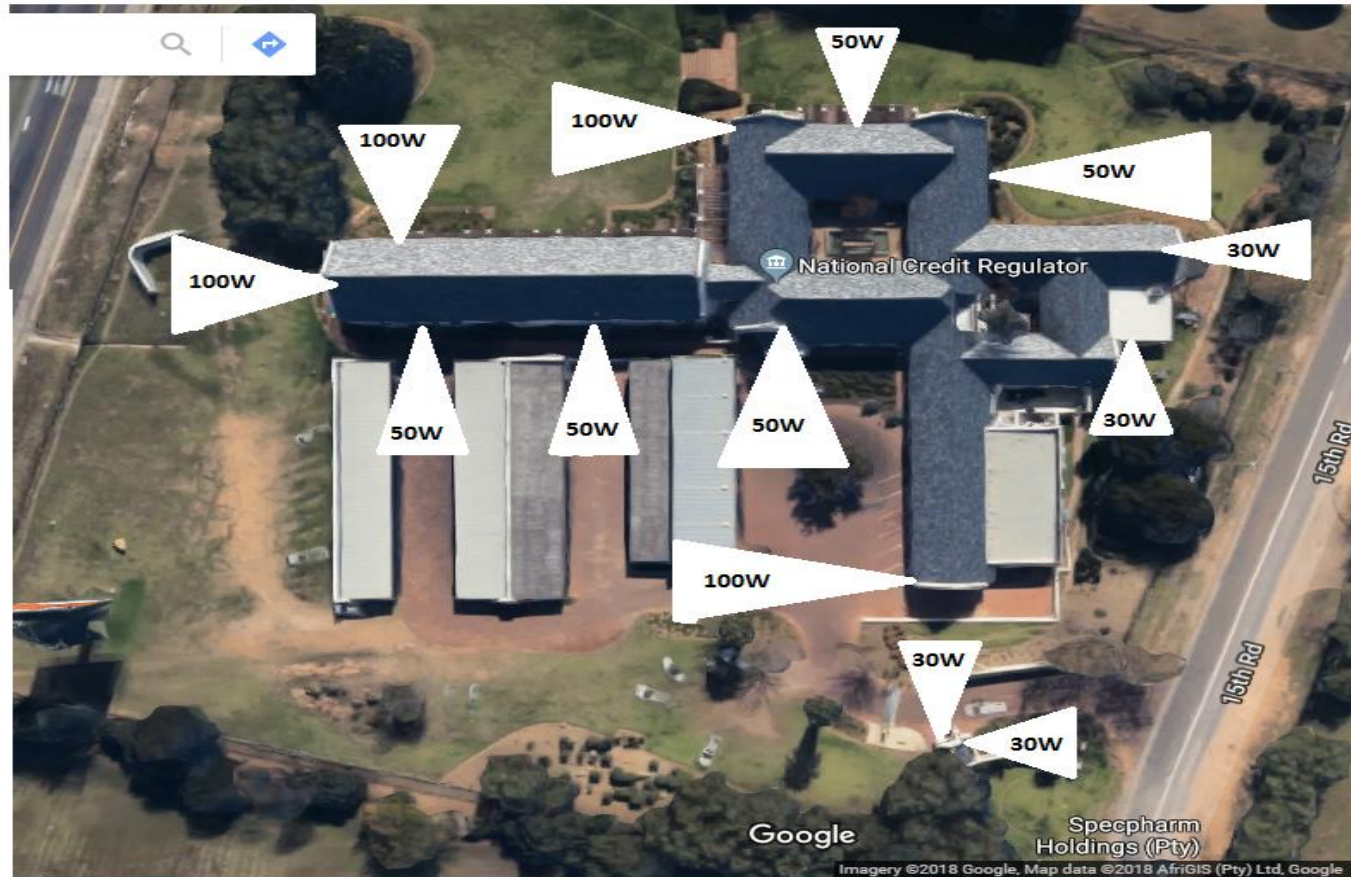 50W
100W
100W
50W
National Credit Regulator
30W
100W
50W
50W
50W
30W
15th Rd
100W
30W
15th Rd
30W
Google
Specpharm
Holdings (Pty)
Imagery ©2018 Google, Map data ©2018 AfriGIS (Pty) Ltd, Google